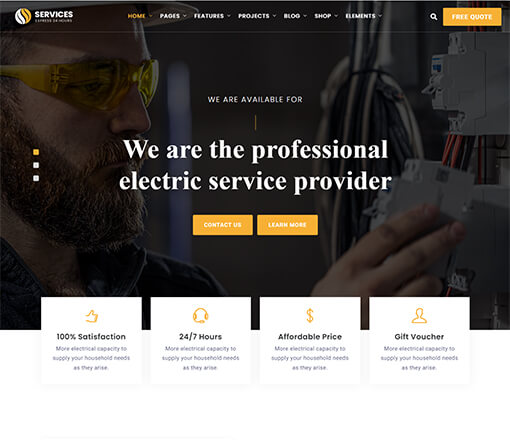 SERVICES
EXPRESS 24 HOURS
HOME PAGES FEATURES PROJECTS BLOG SHOP ELEMENTS
FREE QUOTE
WE ARE AVAILABLE FOR
We are the professional
electric service provider
CONTACT US LEARN MORE
100% Satisfaction
More electrical capacity to
supply your household needs
as they arise.
24/7 Hours
More electrical capacity to
supply your household needs
as they arise.
Affordable Price
More electrical capacity to
supply your household needs
as they arise.
Gift Voucher
More electrical capacity to
supply your household needs
as they arise.